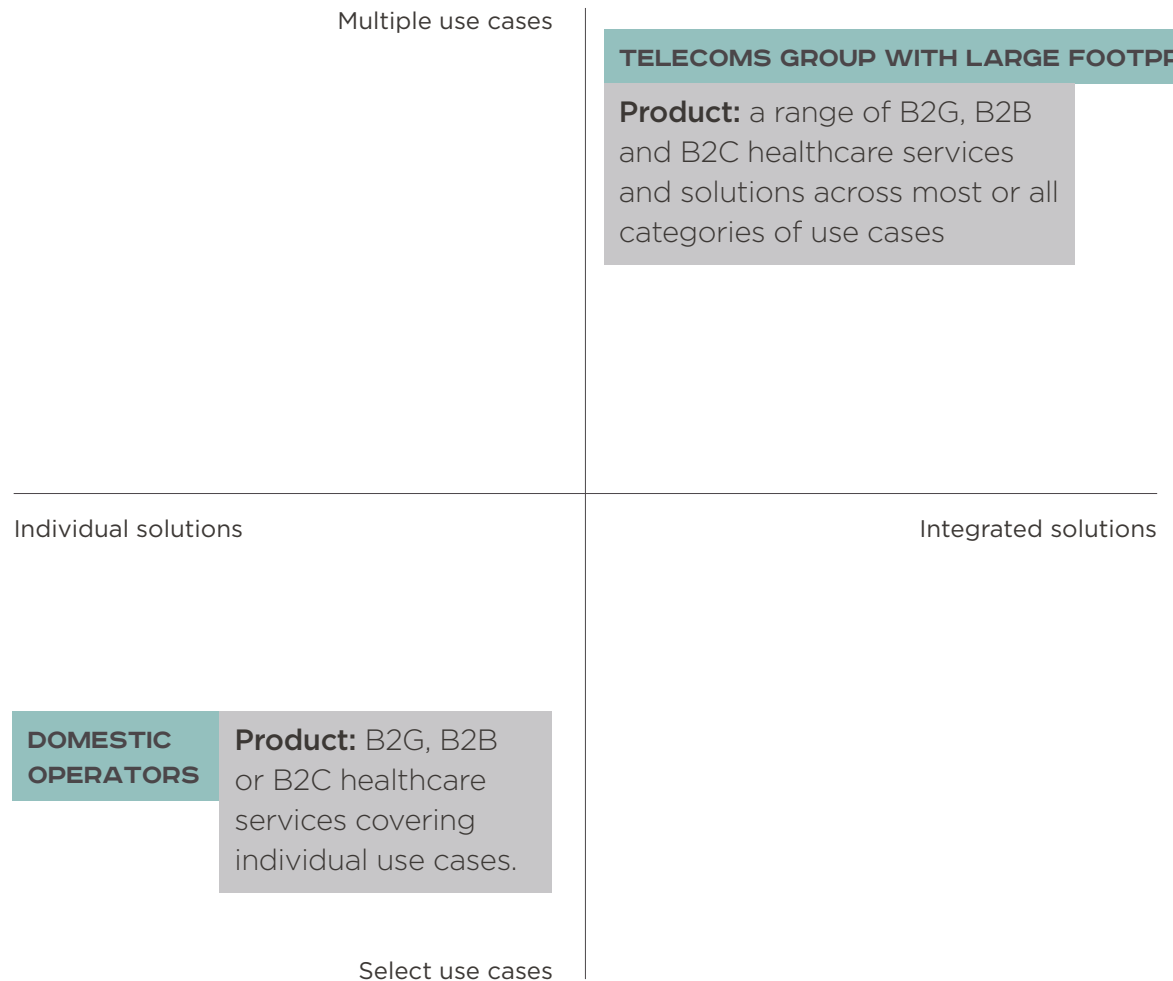 Multiple use cases
TELECOMS GROUP WITH LARGE
Product: a range of B2G, B2B
and B2C healthcare services
and solutions across most or all
categories of use cases
Individual solutions
Integrated solutions
DOMESTIC
OPERATORS
Product: B2G, B2B
or B2C healthcare
services covering
individual use cases.
Select use cases